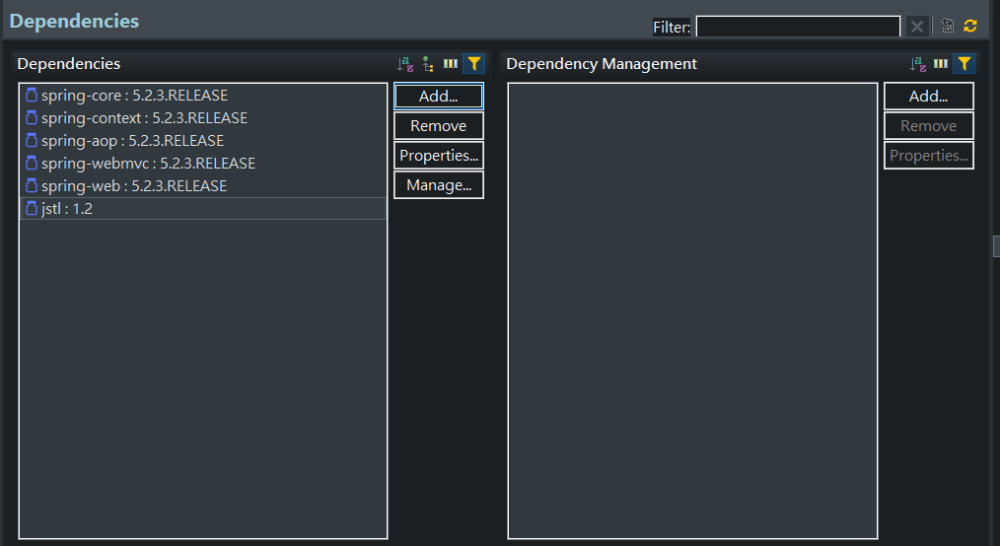 Dependencies
Filter:
Dependencies
spring-core : 5.2.3.RELEASE
spring-context : 5.2.3.RELEASE
spring-aop : 5.2.3.RELEASE
spring-webmvc : 5.2.3.RELEASE
spring-web : 5.2.3.RELEASE
jstl : 1.2
Add...
Remove
Properties...
Manage...
Dependency Management
Add...
Remove
Properties...